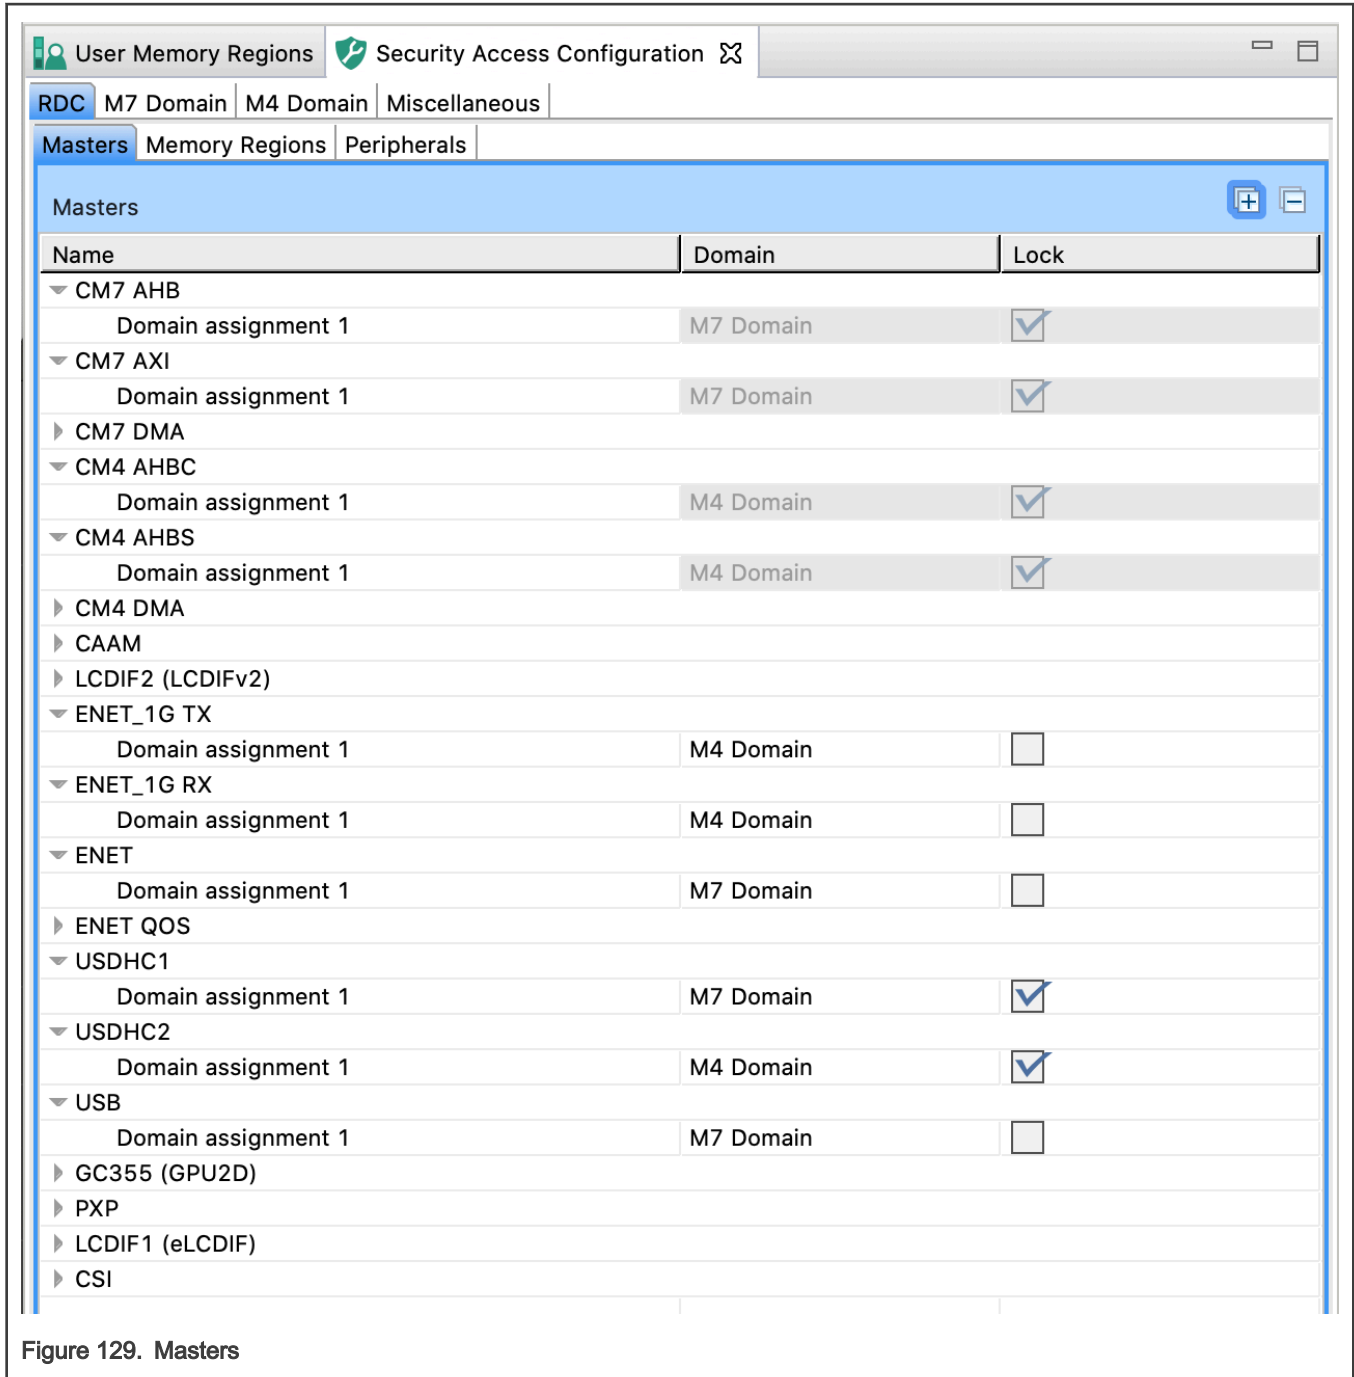 User Memory Regions Security Access Configuration
RDC M7 Domain M4 Domain Miscellaneous
Masters Memory Regions Peripherals
Masters
Name Domain Lock
CM7 AHB
Domain assignment 1 M7 Domain
CM7 AXI
Domain assignment 1 M7 Domain
CM7 DMA
CM4 AHBC
Domain assignment 1 M4 Domain
CM4 AHBS
Domain assignment 1 M4 Domain
CM4 DMA
CAAM
LCDIF2 (LCDIFv2)
ENET_1G TX
Domain assignment 1 M4 Domain
ENET_1G RX
Domain assignment 1 M4 Domain
ENET
Domain assignment 1 M7 Domain
ENET QOS
USDHC1
Domain assignment 1 M7 Domain
USDHC2
Domain assignment 1 M4 Domain
USB
Domain assignment 1 M7 Domain
GC355 (GPU2D)
PXP
LCDIF1 (eLCDIF)
CSI
Figure 129. Masters